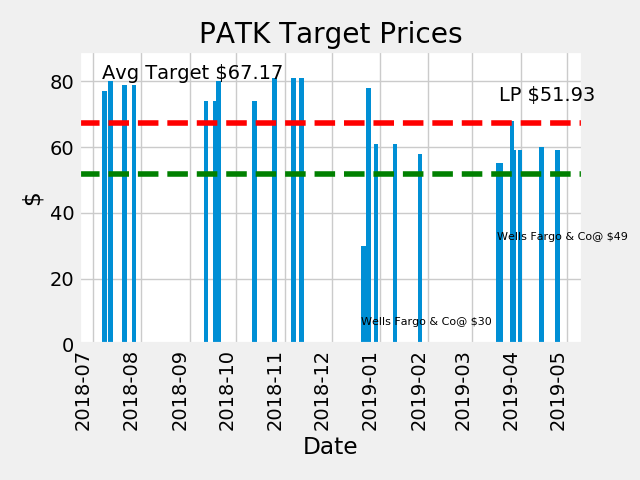 PATK Target Prices
Avg Target $67.17
LP $51.93
80
60
40
20
0
$
Wells Fargo & Co@ $49
Wells Fargo & Co@ $30
2018-07
2018-08
2018-09
2018-10
2018-11
2018-12
2019-01
2019-02
2019-03
2019-04
2019-05
Date